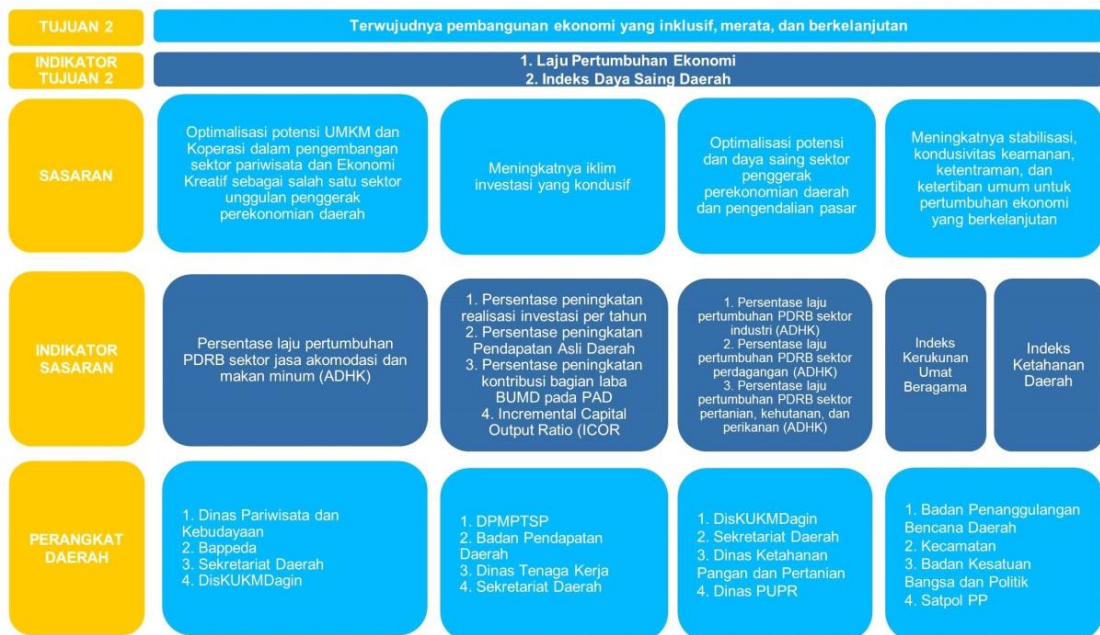 TUJUAN 2
Terwujudnya pembangunan ekonomi yang inklusif, merata, dan berkelanjutan
INDIKATOR
TUJUAN 2
1. Laju Pertumbuhan Ekonomi
2. Indeks Daya Saing Daerah
SASARAN
Optimalisasi potensi UMKM dan
Koperasi dalam pengembangan
sektor pariwisata dan Ekonomi
Kreatif sebagai salah satu sektor
unggulan penggerak
perekonomian daerah
Meningkatnya iklim
investasi yang kondusif
Optimalisasi potensi
dan daya saing sektor
penggerak
perekonomian daerah
dan pengendalian pasar
Meningkatnya stabilisasi,
kondusivitas keamanan,
ketentraman, dan
ketertiban umum untuk
pertumbuhan ekonomi
yang berkelanjutan
INDIKATOR
SASARAN
Persentase laju pertumbuhan
PDRB sektor jasa akomodasi dan
makan minum (ADHK)
1. Persentase peningkatan
realisasi investasi per tahun
2. Persentase peningkatan
Pendapatan Asli Daerah
3. Persentase peningkatan
kontribusi bagian laba
BUMD pada PAD
4. Incremental Capital
Output Ratio (ICOR
1. Persentase laju
pertumbuhan PDRB sektor
industri (ADHK)
2. Persentase laju
pertumbuhan PDRB sektor
perdagangan (ADHK)
3. Persentase laju
pertumbuhan PDRB sektor
pertanian, kehutanan, dan
perikanan (ADHK)
Indeks
Kerukunan
Umat
Beragama
Indeks
Ketahanan
Daerah
PERANGKAT
DAERAH
1. Dinas Pariwisata dan
Kebudayaan
2. Bappeda
3. Sekretariat Daerah
4. DisKUKMDagin
1. DPMPTSP
2. Badan Pendapatan
Daerah
3. Dinas Tenaga Kerja
4. Sekretariat Daerah
1. DisKUKMDagin
2. Sekretariat Daerah
3. Dinas Ketahanan
Pangan dan Pertanian
4. Dinas PUPR
1. Badan Penanggulangan
Bencana Daerah
2. Kecamatan
3. Badan Kesatuan
Bangsa dan Politik
4. Satpol PP